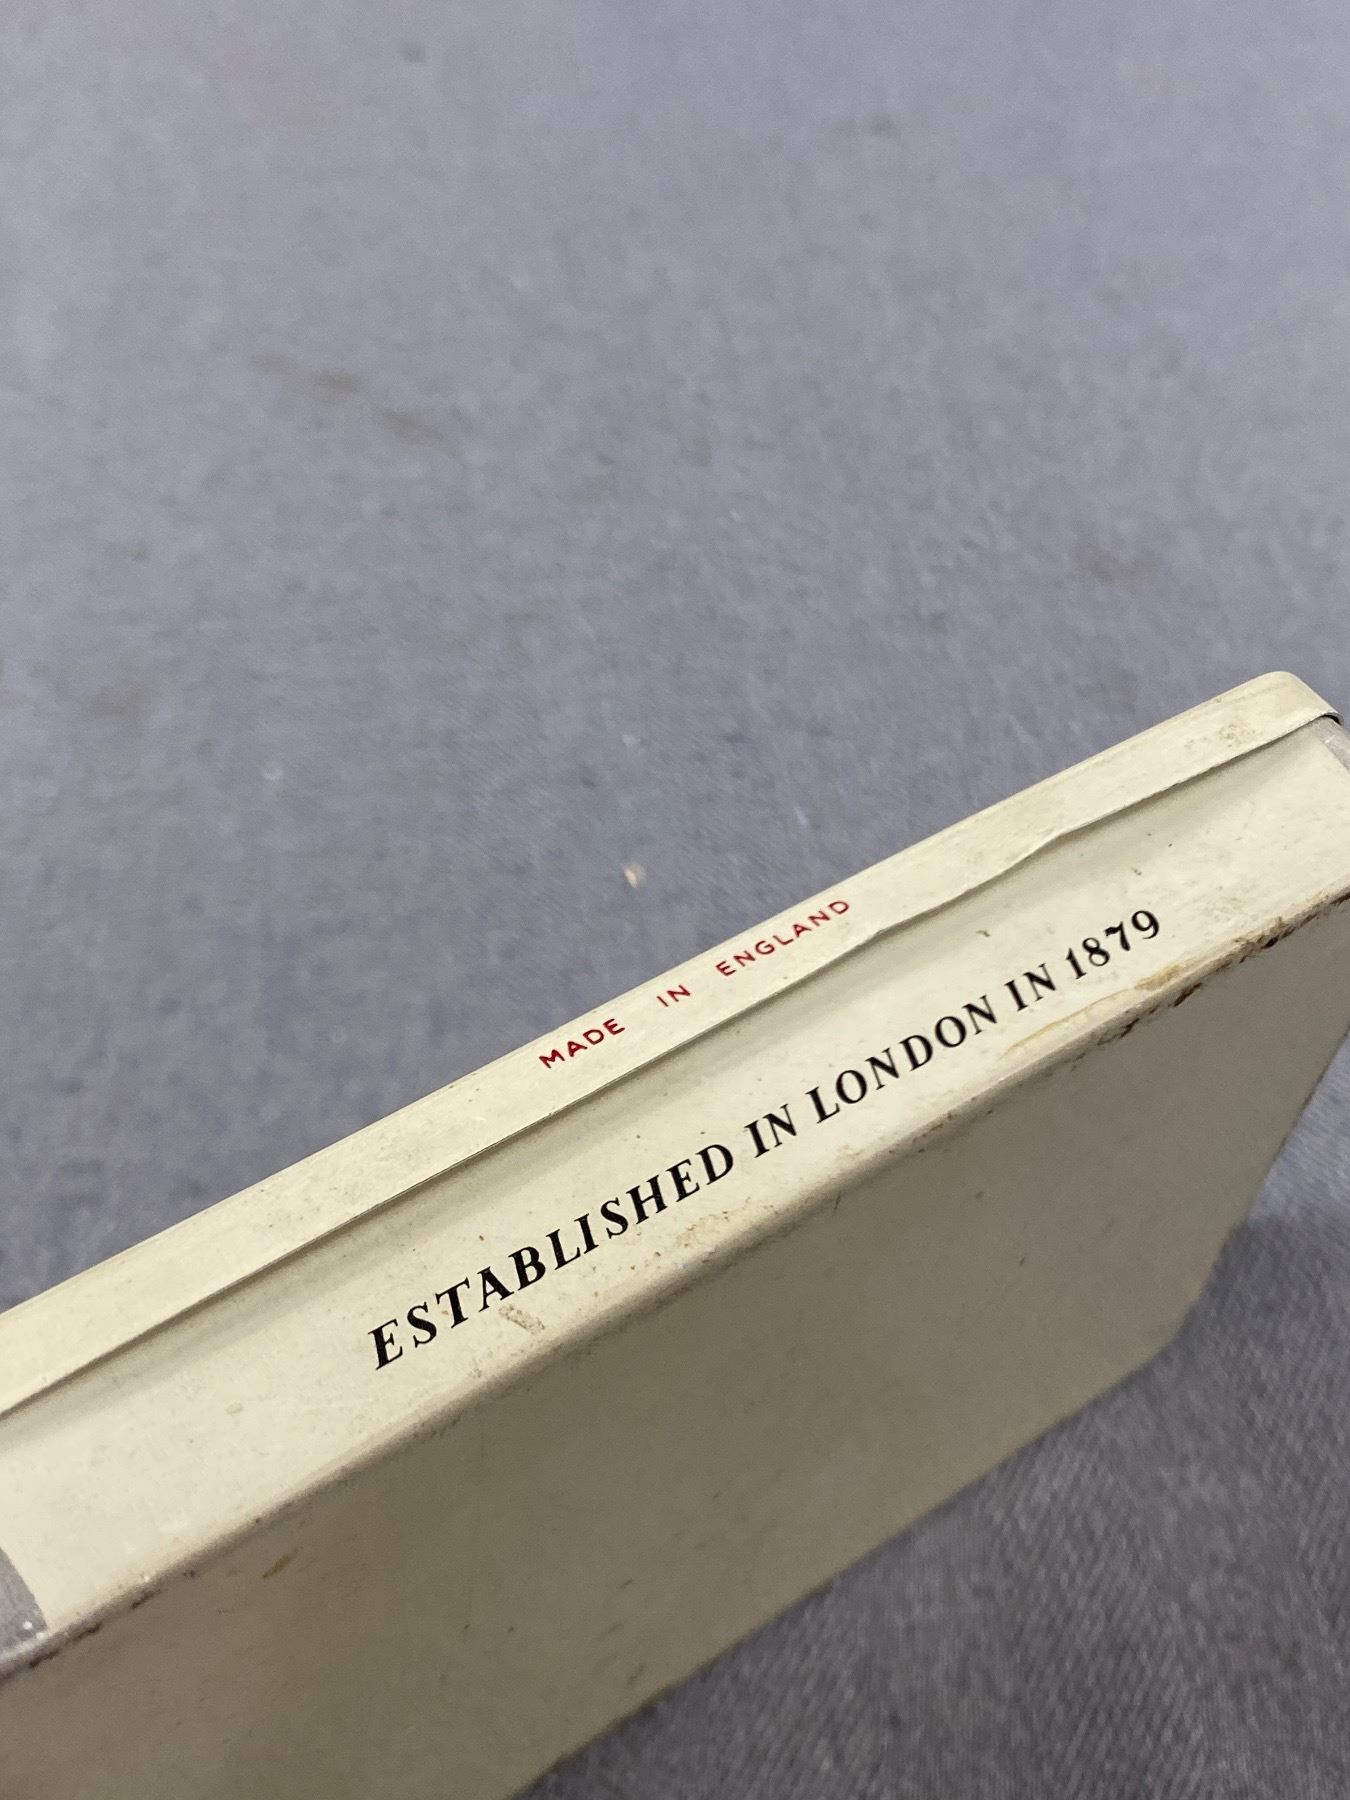 MADE IN ENGLAND
ESTABLISHED IN LONDON IN 1879